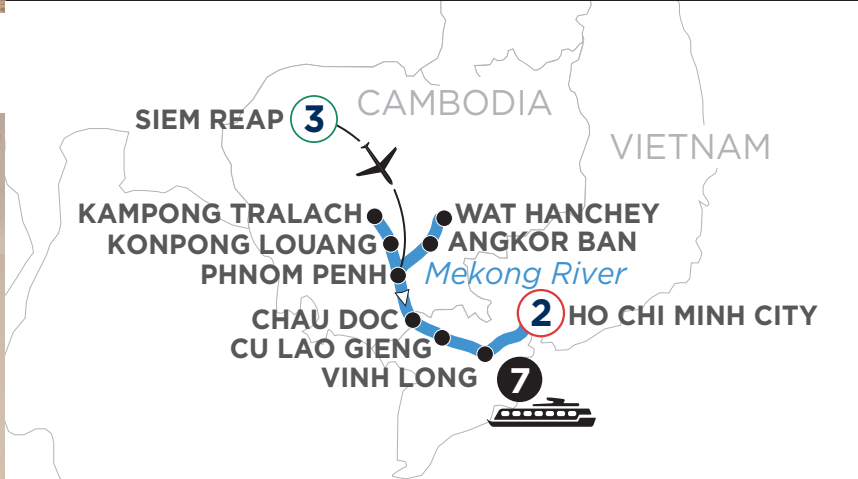 CAMBODIA
SIEM REAP 3
VIETNAM
KAMPONG TRALACH
WAT HANCHEY
KONPONG LOUANG
ANGKOR BAN
PHNOM PENH
Mekong River
CHAU DOC
2 HO CHI MINH CITY
CU LAO GIENG
VINH LONG
7